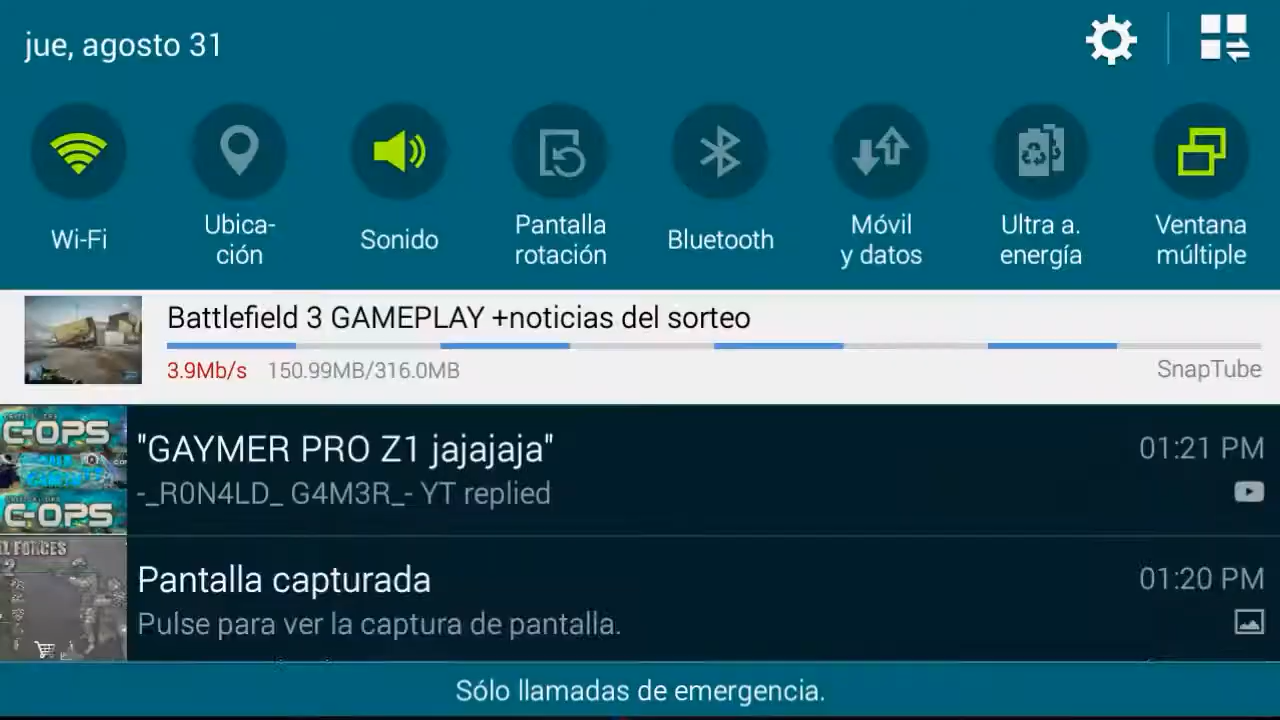 jue, agosto 31
Wi-Fi
Ubica-
ción
Sonido
Pantalla
rotación
Bluetooth
Móvil
y datos
Ultra a.
energía
Ventana
múltiple
Battlefield 3 GAMEPLAY +noticias del sorteo
3.9Mb/s 150.99MB/316.0MB
SnapTube
C-OPS
C-OPS
"GAYMER PRO Z1 jajajaja"
01:21 PM
-_R0N4LD_ G4M3R_- YT replied
L FORCES
Pantalla capturada
01:20 PM
Pulse para ver la captura de pantalla.
Sólo llamadas de emergencia.